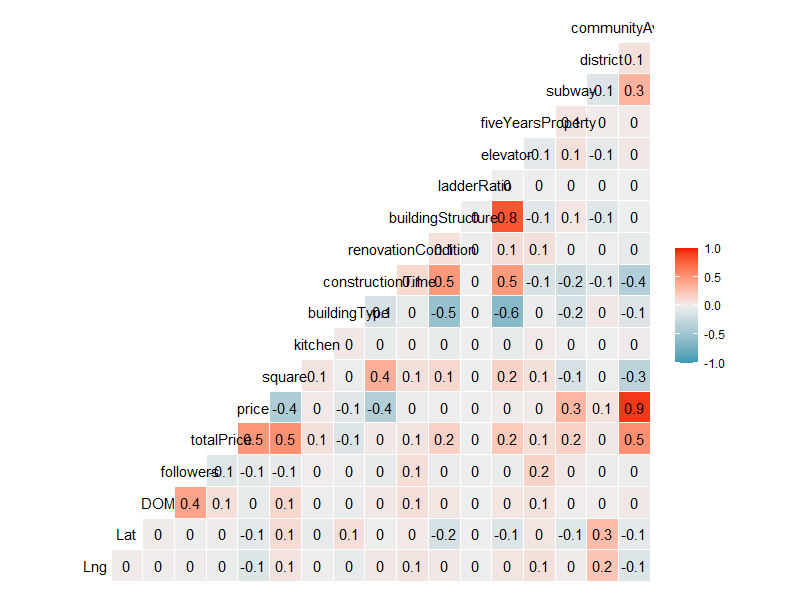 communityAv
district 0.1
subway -0.1 0.3
fiveYearsProperty 0.1 0 0
elevator -0.1 0.1 -0.1 0
ladderRatio 0 0 0 0 0
buildingStructure 0 0.8 -0.1 0.1 -0.1 0
renovationCondition 0.1 0 0.1 0.1 0 0 0
constructionTime 0.1 0.5 0 0.5 -0.1 -0.2 -0.1 -0.4
buildingType -0.1 0 -0.5 0 -0.6 0 -0.2 0 -0.1
kitchen 0 0 0 0 0 0 0 0 0 0
square 0.1 0 0.4 0.1 0.1 0 0.2 0.1 -0.1 0 -0.3
price -0.4 0 -0.1 -0.4 0 0 0 0 0 0.3 0.1 0.9
totalPrice 0.5 0.5 0.1 -0.1 0 0.1 0.2 0 0.2 0.1 0.2 0 0.5
followers -0.1 -0.1 -0.1 0 0 0 0.1 0 0 0 0.2 0 0 0
DOM 0.4 0.1 0 0.1 0 0 0 0.1 0 0 0 0.1 0 0 0
Lat 0 0 0 -0.1 0.1 0 0.1 0 0 -0.2 0 -0.1 0 -0.1 0.3 -0.1
Lng 0 0 0 0 -0.1 0.1 0 0 0 0.1 0 0 0 0.1 0 0.2 -0.1
1.0
0.5
0.0
-0.5
-1.0